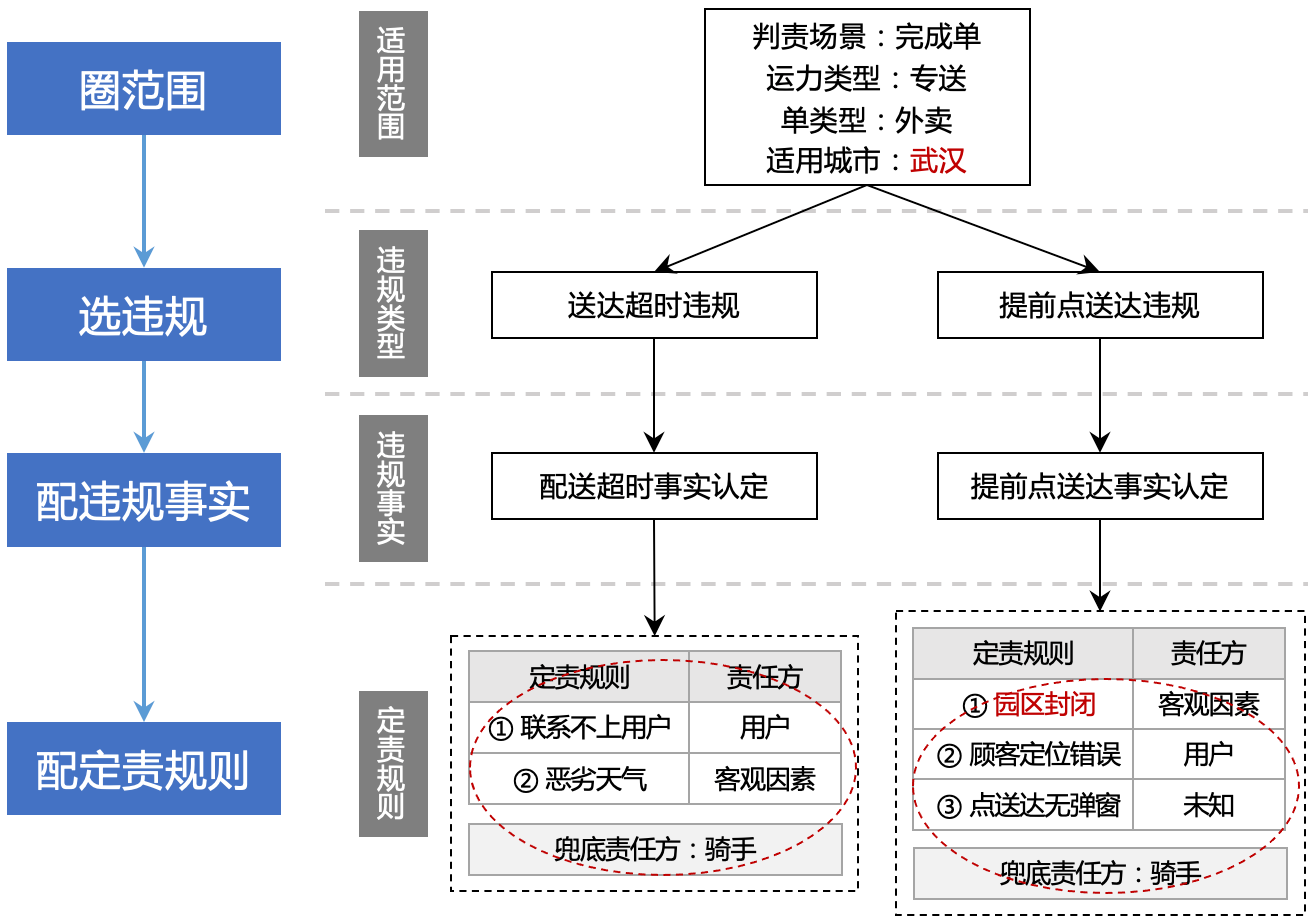 圈范围
选违规
配违规事实
配定责规则
适用范围
判责场景：完成单
运力类型：专送
单类型：外卖
适用城市：武汉
违规类型
送达超时违规
提前点送达违规
违规事实
配送超时事实认定
提前点送达事实认定
定责规则
定责规则 责任方
① 联系不上用户 用户
② 恶劣天气 客观因素
兜底责任方：骑手
定责规则 责任方
① 园区封闭 客观因素
② 顾客定位错误 用户
③ 点送达无弹窗 未知
兜底责任方：骑手